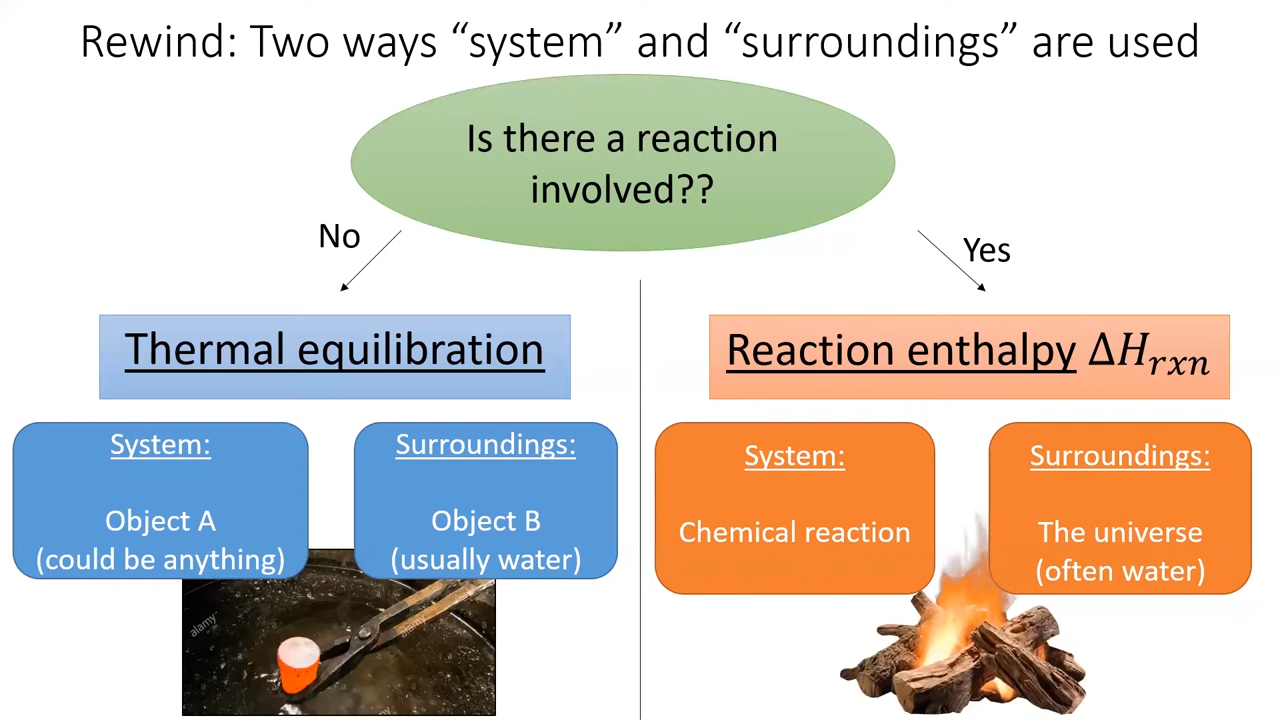 Rewind: Two ways “system” and “surroundings” are used
Is there a reaction
involved??
No
Yes
Thermal equilibration
Reaction enthalpy ΔH_rxn
System:
Object A
(could be anything)
Surroundings:
Object B
(usually water)
System:
Chemical reaction
Surroundings:
The universe
(often water)
alamy
alamy